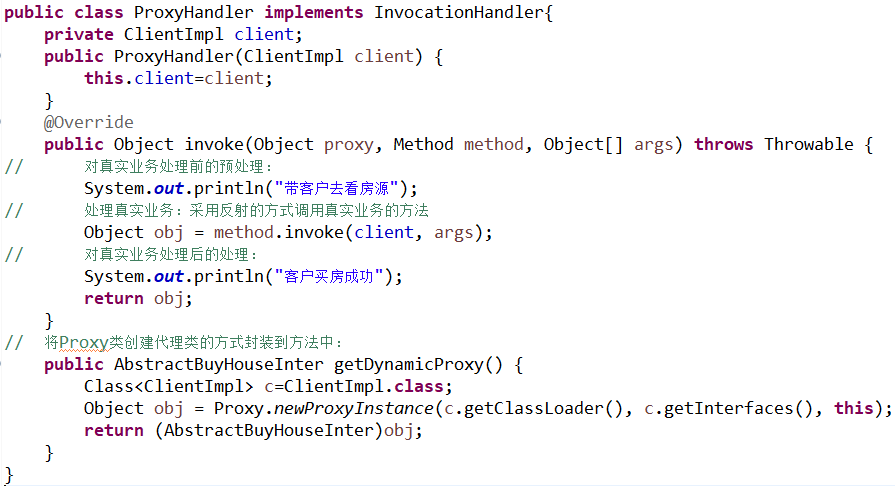 public class ProxyHandler implements InvocationHandler{
    private ClientImpl client;
    public ProxyHandler(ClientImpl client) {
        this.client=client;
    }
    @Override
    public Object invoke(Object proxy, Method method, Object[] args) throws Throwable {
//      对真实业务处理前的预处理：
        System.out.println("带客户去看房源");
//      处理真实业务：采用反射的方式调用真实业务的方法
        Object obj = method.invoke(client, args);
//      对真实业务处理后的处理：
        System.out.println("客户买房成功");
        return obj;
    }
//  将Proxy类创建代理类的方式封装到方法中：
    public AbstractBuyHouseInter getDynamicProxy() {
        Class<ClientImpl> c=ClientImpl.class;
        Object obj = Proxy.newProxyInstance(c.getClassLoader(), c.getInterfaces(), this);
        return (AbstractBuyHouseInter)obj;
    }
}